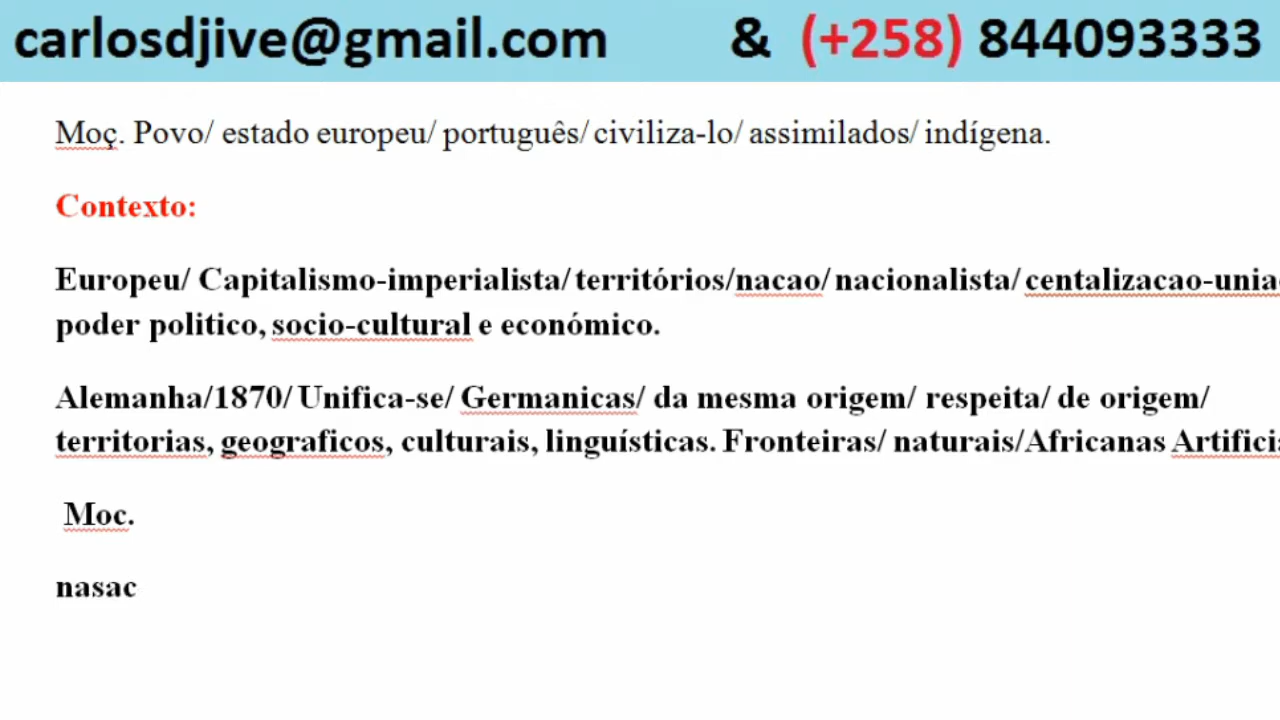 carlosdjive@gmail.com & (+258) 844093333
Moç. Povo/ estado europeu/ português/ civiliza-lo/ assimilados/ indígena.
Contexto:
Europeu/ Capitalismo-imperialista/ territórios/nacao/ nacionalista/ centalizacao-unia
poder politico, socio-cultural e económico.
Alemanha/1870/ Unifica-se/ Germanicas/ da mesma origem/ respeita/ de origem/
territorias, geograficos, culturais, linguísticas. Fronteiras/ naturais/Africanas Artificia
Moc.
nasac